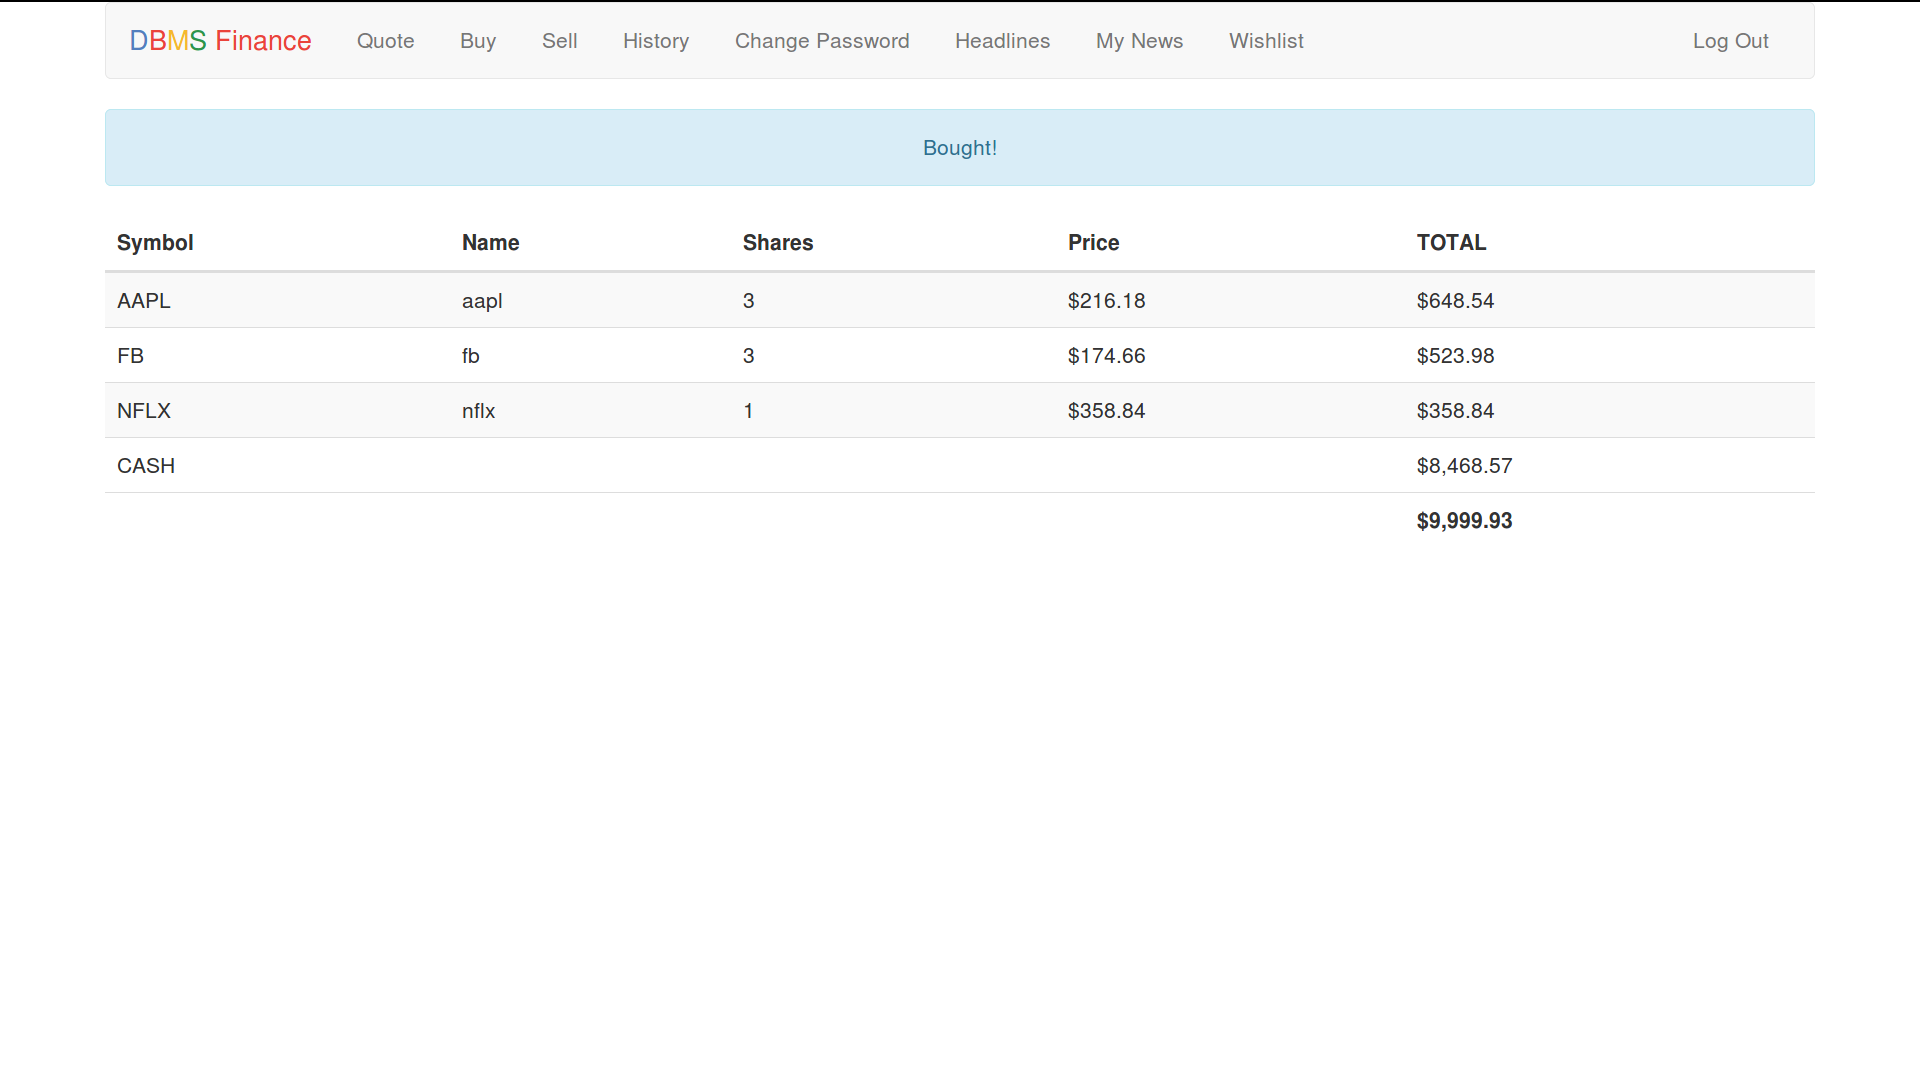 DBMS Finance Quote Buy Sell History Change Password Headlines My News Wishlist Log Out
Bought!
Symbol Name Shares Price TOTAL
AAPL aapl 3 $216.18 $648.54
FB fb 3 $174.66 $523.98
NFLX nflx 1 $358.84 $358.84
CASH $8,468.57
$9,999.93